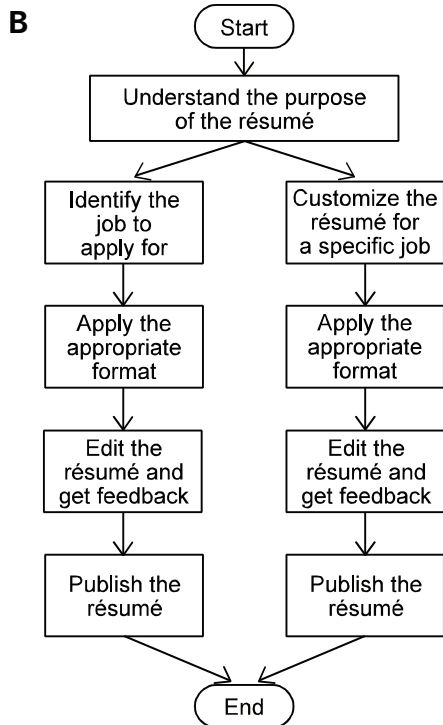 B
Start
Understand the purpose
of the résumé
Identify the
job to
apply for
Customize the
résumé for
a specific job
Apply the
appropriate
format
Apply the
appropriate
format
Edit the
résumé and
get feedback
Edit the
résumé and
get feedback
Publish the
résumé
Publish the
résumé
End